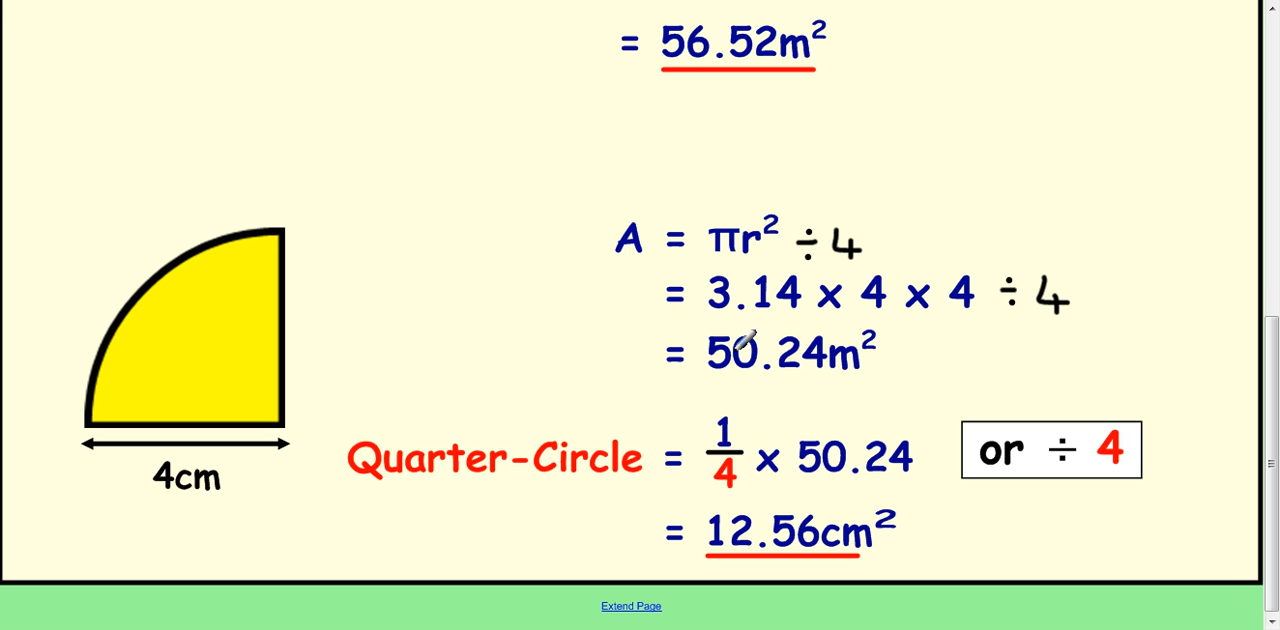 = 56.52m²
A = πr² ÷ 4
= 3.14 x 4 x 4 ÷ 4
= 50.24m²
4cm
Quarter-Circle = 1/4 x 50.24 or ÷ 4
= 12.56cm²
Extend Page